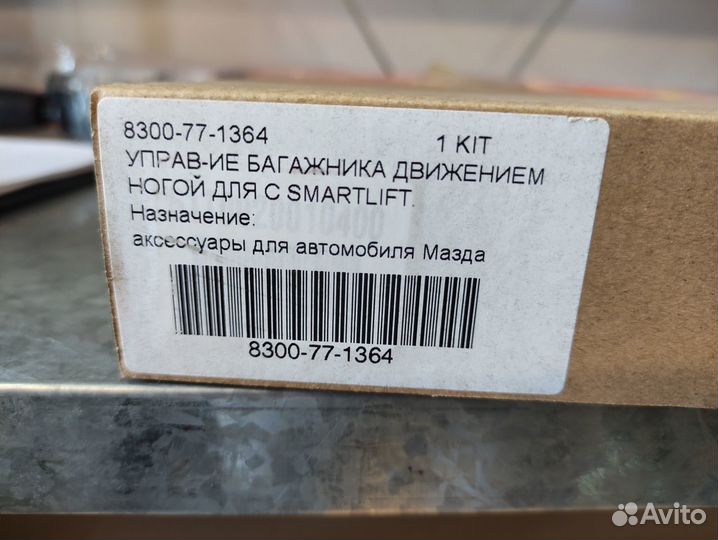 8300-77-1364 1 KIT
УПРАВ-ИЕ БАГАЖНИКА ДВИЖЕНИЕМ
НОГОЙ ДЛЯ С SMARTLIFT.
Назначение:
аксессуары для автомобиля Мазда
8300-77-1364
Avito